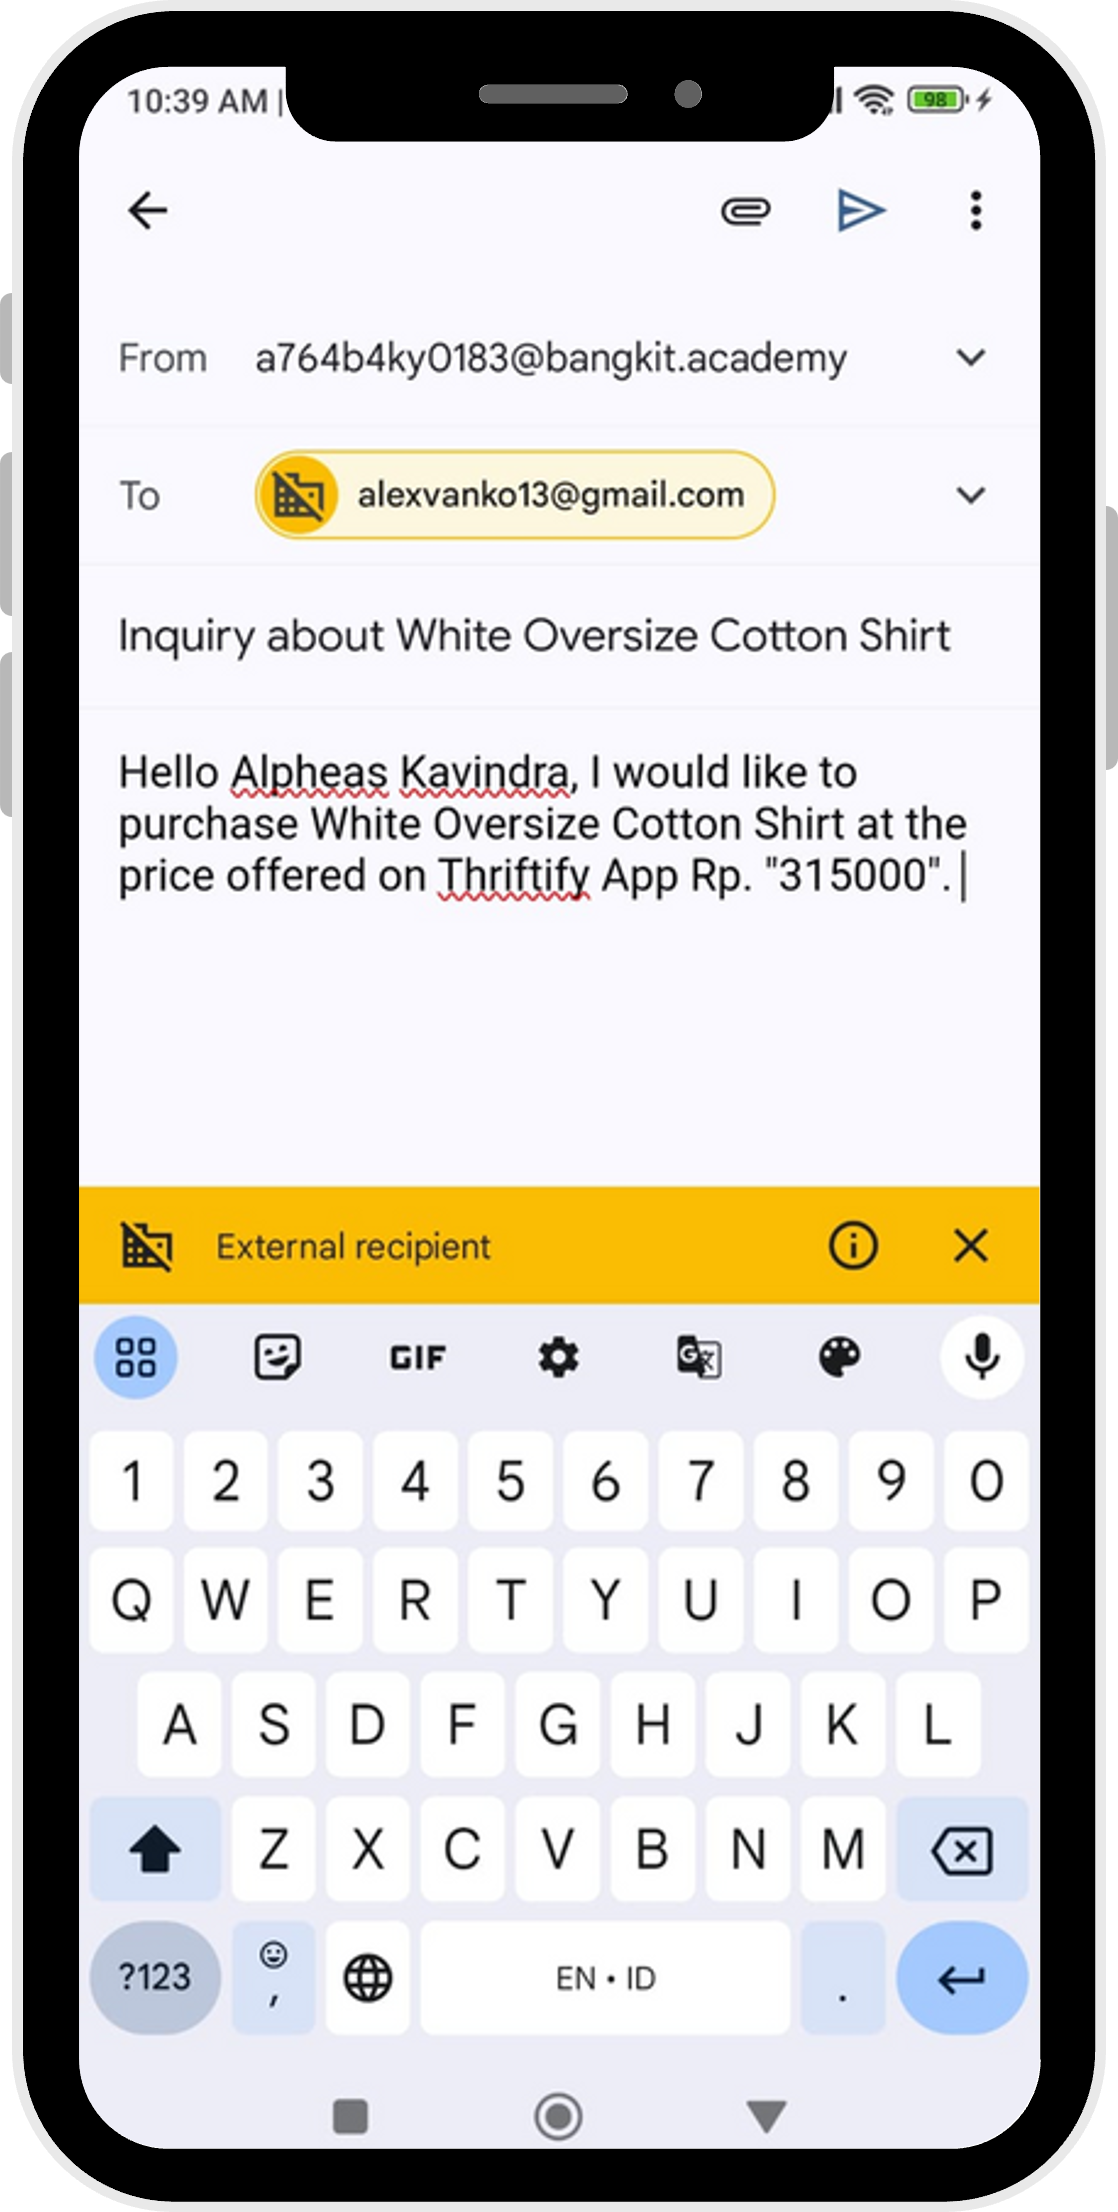 10:39 AM |
98
From a764b4ky0183@bangkit.academy
To alexvanko13@gmail.com
Inquiry about White Oversize Cotton Shirt
Hello Alpheas Kavindra, I would like to
purchase White Oversize Cotton Shirt at the
price offered on Thriftify App Rp. "315000".
External recipient
GIF
1 2 3 4 5 6 7 8 9 0
Q W E R T Y U I O P
A S D F G H J K L
Z X C V B N M
?123 , EN • ID .